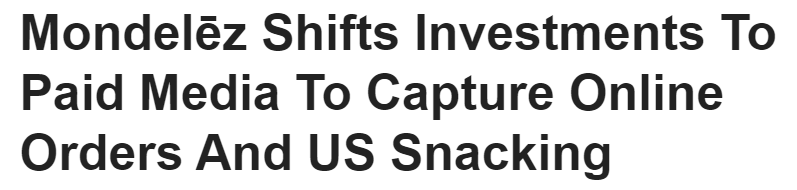 Mondelēz Shifts Investments To
Paid Media To Capture Online
Orders And US Snacking